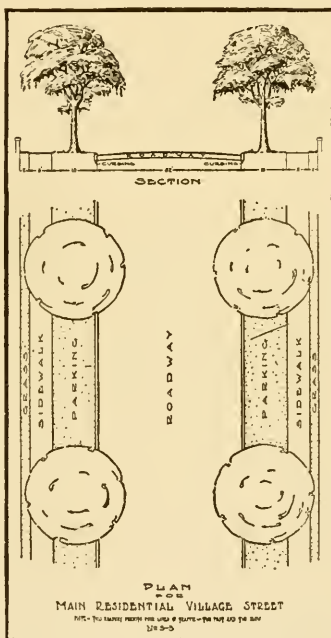 ROADWAY
CURBING CURBING
SECTION
GRASS
SIDEWALK
PARKING
ROADWAY
PARKING
SIDEWALK
GRASS
PLAN
FOR
MAIN RESIDENTIAL VILLAGE STREET